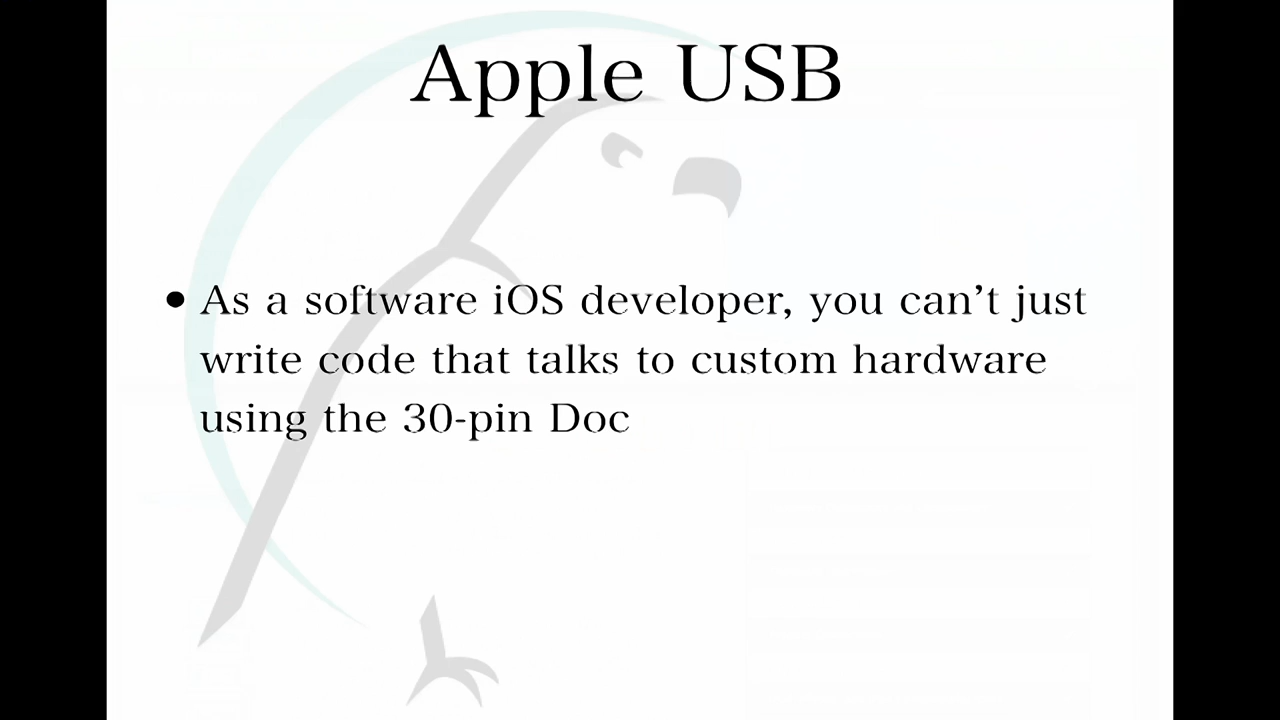 Apple USB
• As a software iOS developer, you can’t just
write code that talks to custom hardware
using the 30-pin Doc